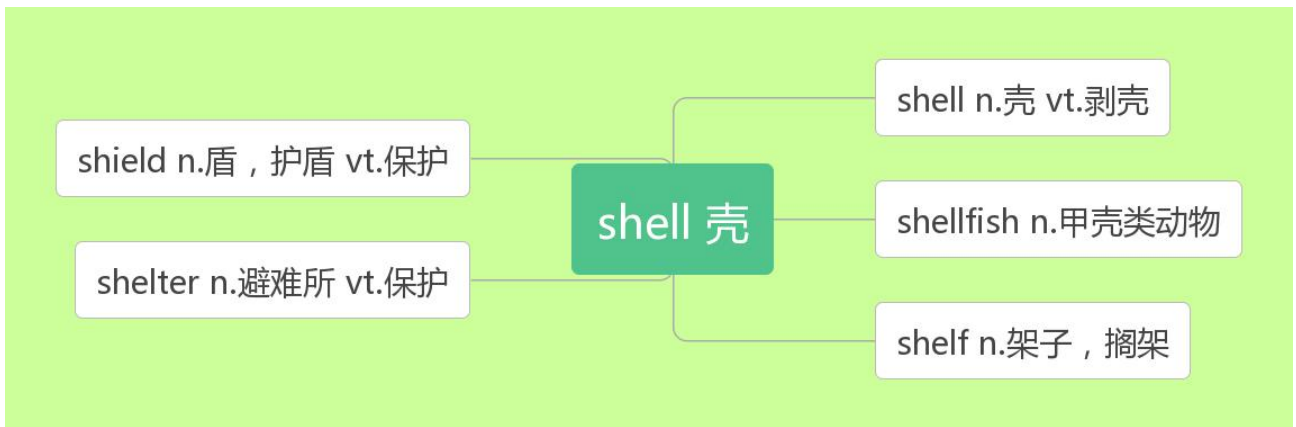 shell 壳
shell n.壳 vt.剥壳
shellfish n.甲壳类动物
shelf n.架子，搁架
shield n.盾，护盾 vt.保护
shelter n.避难所 vt.保护